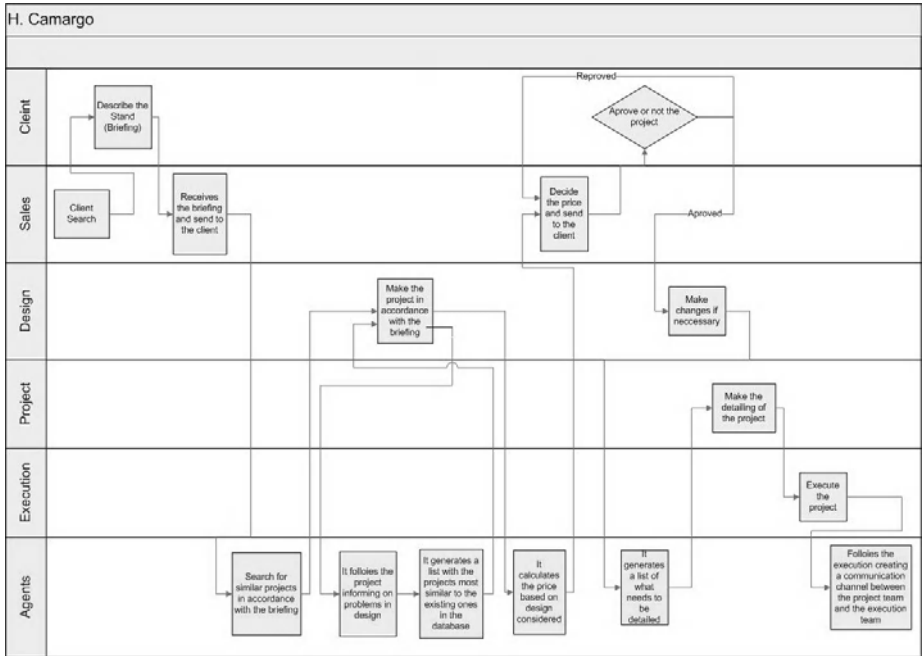 H. Camargo
Cleint
Describe the
Stand
(Briefing)
Reproved
Aprove or not the
project
Sales
Client
Search
Receives
the briefing
and send to
the client
Decide
the price
and send
to the
client
Aproved
Design
Make the
project in
accordance
with the
briefing
Make
changes if
neccessary
Project
Make the
detailing of
the project
Execution
Execute
the
project
Agents
Search for
similar projects
in accordance
with the briefing
It folloies the
project
informing on
problems in
design
It generates a
list with the
projects most
similar to the
existing ones
in the
database
It
calculates
the price
based on
design
considered
It
generates
a list of
what
needs to
be
detailed
Folloies the
execution creating
a communication
channel between
the project team
and the execution
team